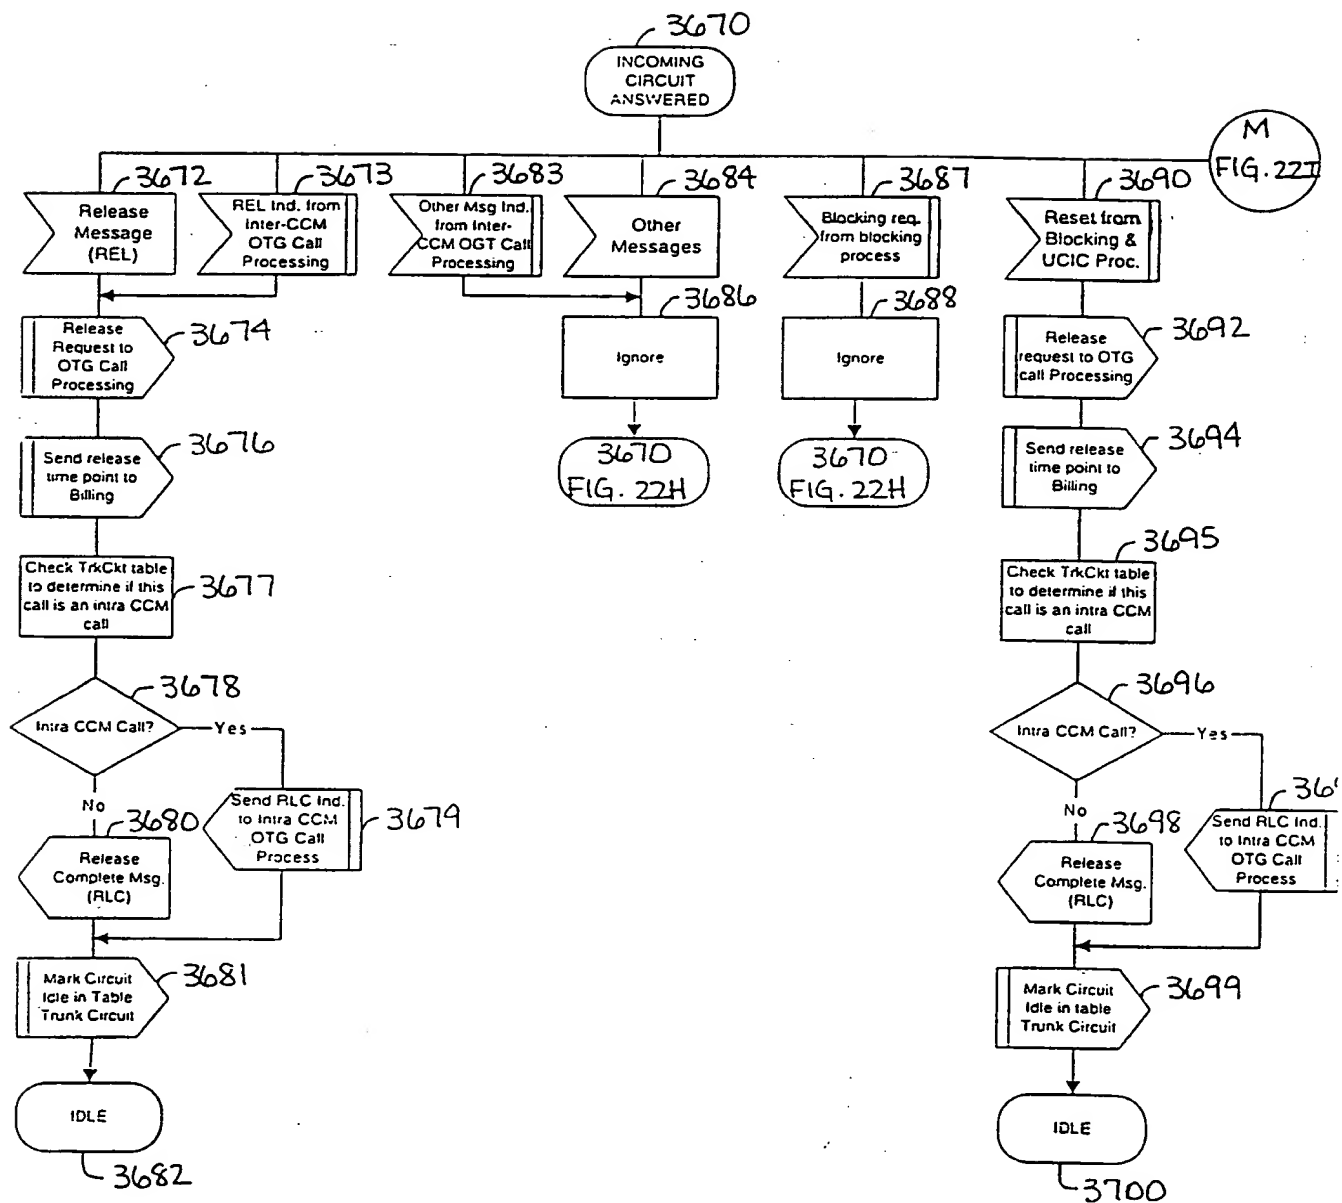 3670
INCOMING
CIRCUIT
ANSWERED
M
FIG. 22I
3672
Release
Message
(REL)
3673
REL Ind. from
Inter-CCM
OTG Call
Processing
3683
Other Msg Ind.
from Inter-
CCM OGT Call
Processing
3684
Other
Messages
3687
Blocking req.
from blocking
process
3690
Reset from
Blocking &
UCIC Proc.
3674
Release
Request to
OTG Call
Processing
3686
Ignore
3688
Ignore
3692
Release
request to OTG
call Processing
3676
Send release
time point to
Billing
3670
FIG. 22H
3670
FIG. 22H
3694
Send release
time point to
Billing
3677
Check TrkCkt table
to determine if this
call is an intra CCM
call
3695
Check TrkCkt table
to determine if this
call is an intra CCM
call
3678
Intra CCM Call?
Yes
No
3679
Send RLC Ind.
to Intra CCM
OTG Call
Process
3680
Release
Complete Msg.
(RLC)
3696
Intra CCM Call?
Yes
No
Send RLC Ind.
to Intra CCM
OTG Call
Process
3698
Release
Complete Msg.
(RLC)
3681
Mark Circuit
Idle in Table
Trunk Circuit
3699
Mark Circuit
Idle in table
Trunk Circuit
IDLE
3682
IDLE
3700